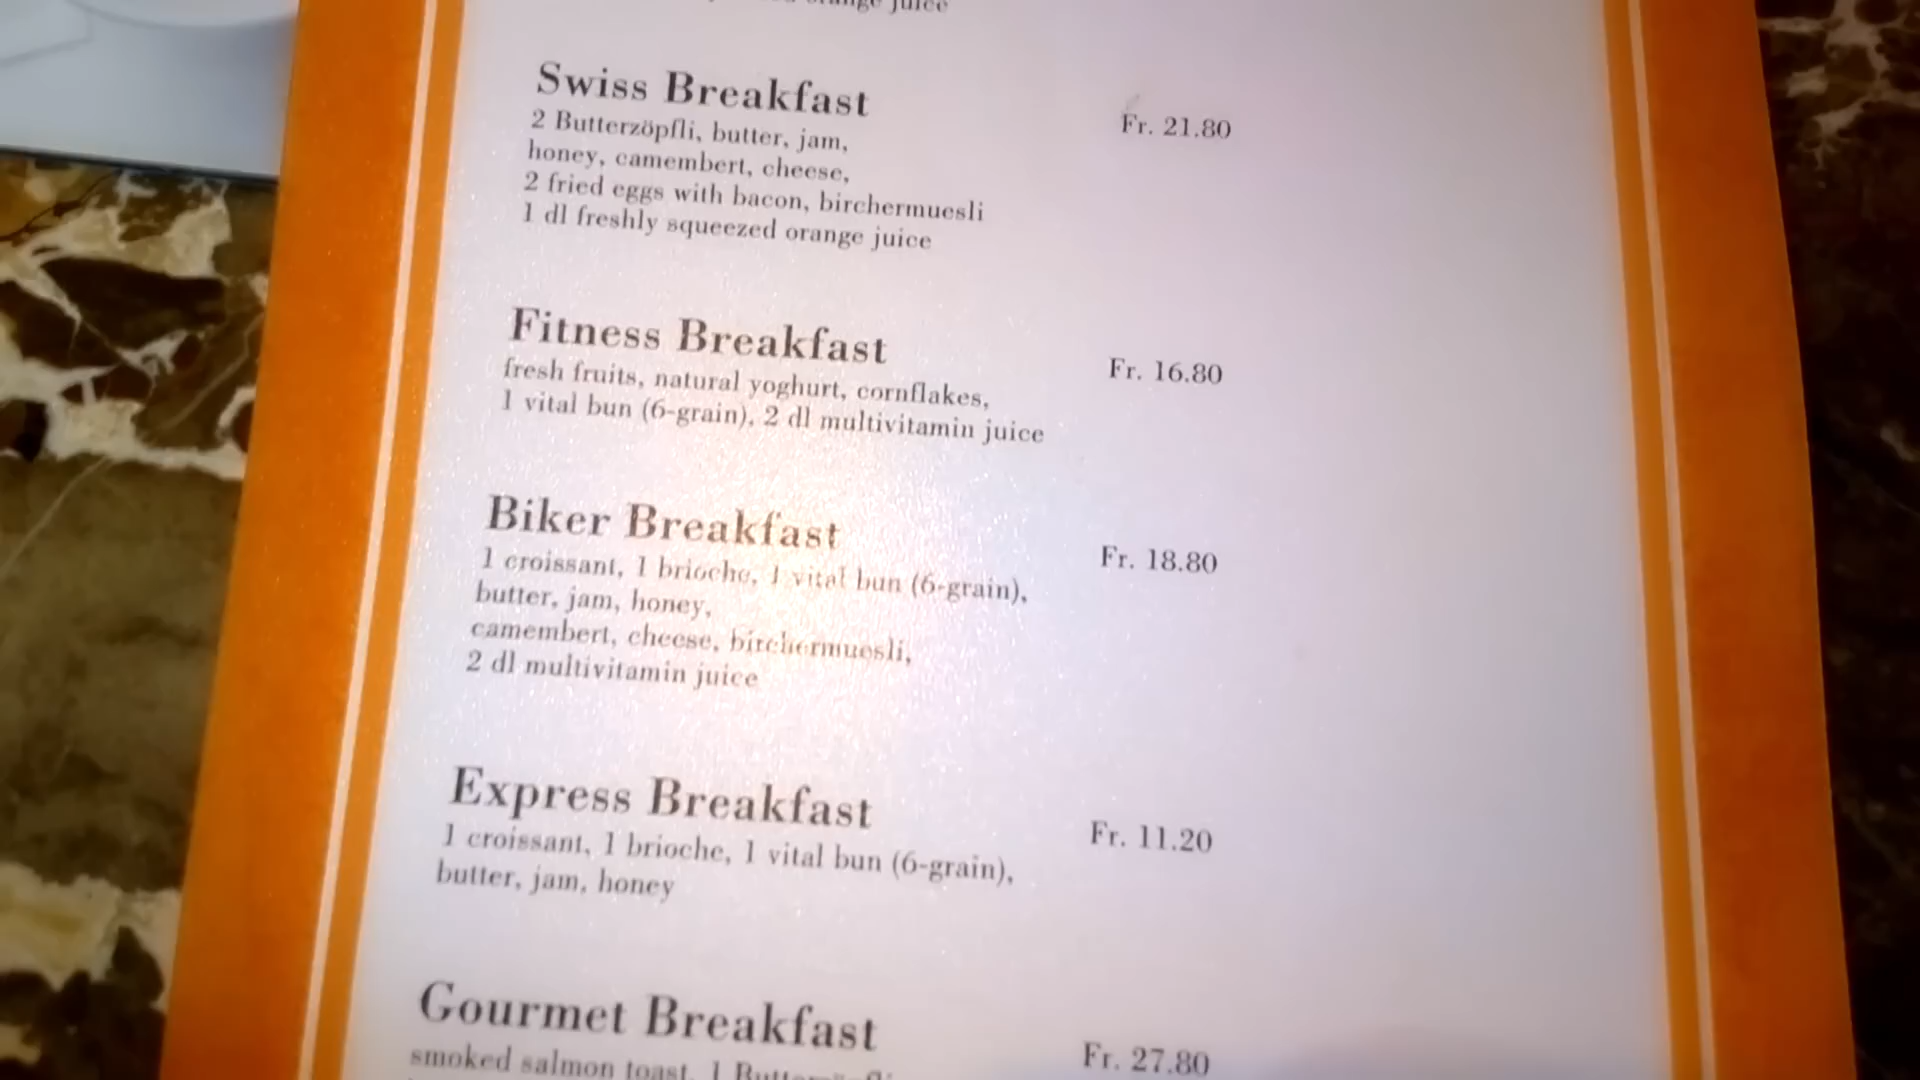 orange juice
Swiss Breakfast
Fr. 21.80
2 Butterzöpfli, butter, jam,
honey, camembert, cheese,
2 fried eggs with bacon, birchermuesli
1 dl freshly squeezed orange juice
Fitness Breakfast
Fr. 16.80
fresh fruits, natural yoghurt, cornflakes,
1 vital bun (6-grain), 2 dl multivitamin juice
Biker Breakfast
Fr. 18.80
1 croissant, 1 brioche, 1 vital bun (6-grain),
butter, jam, honey,
camembert, cheese, birchermuesli,
2 dl multivitamin juice
Express Breakfast
Fr. 11.20
1 croissant, 1 brioche, 1 vital bun (6-grain),
butter, jam, honey
Gourmet Breakfast
Fr. 27.80
smoked salmon toast, 1